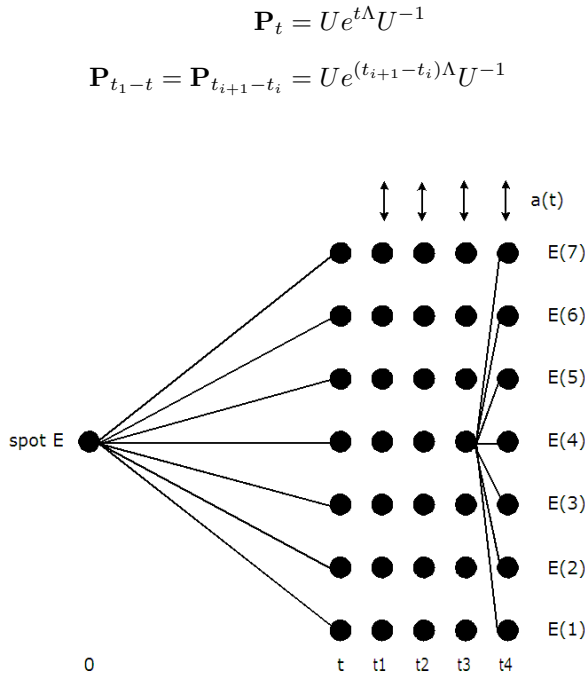 𝐏_t = Ue^{tΛ}U^{-1}
𝐏_{t_1-t} = 𝐏_{t_{i+1}-t_i} = Ue^{(t_{i+1}-t_i)Λ}U^{-1}
a(t)
E(7)
E(6)
E(5)
spot E
E(4)
E(3)
E(2)
E(1)
0 t t1 t2 t3 t4